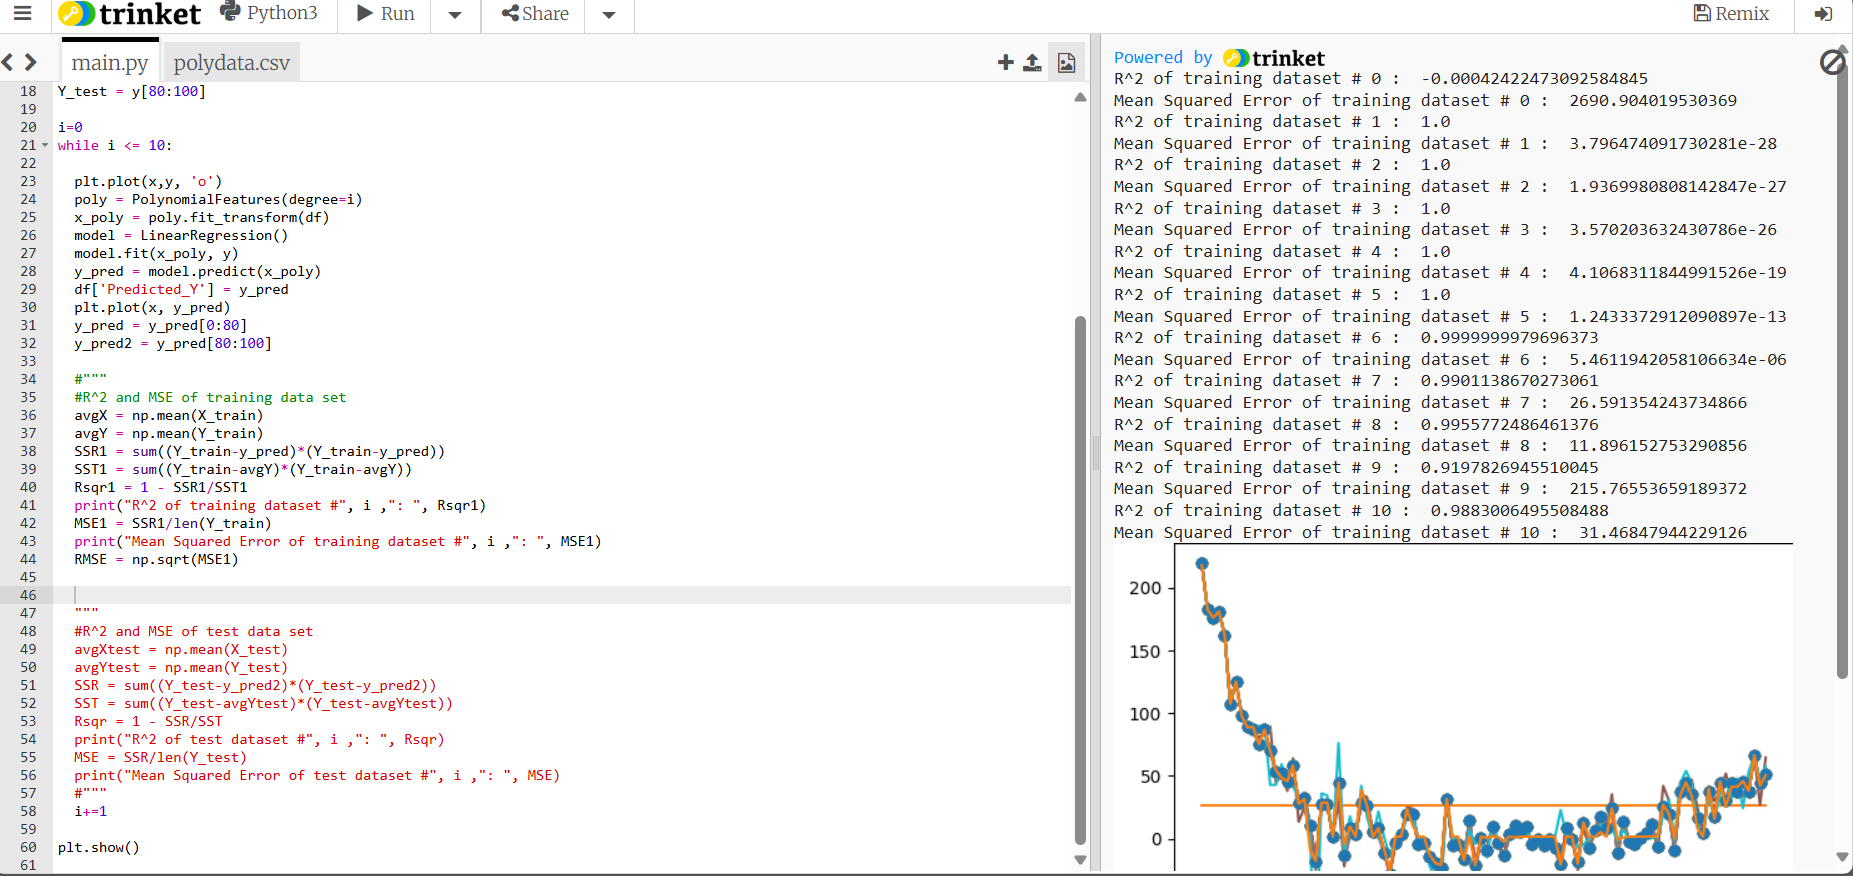 trinket
Python3
Run
Share
Remix
main.py
polydata.csv
18 Y_test = y[80:100]
19
20 i=0
21 while i <= 10:
22
23 plt.plot(x,y, 'o')
24 poly = PolynomialFeatures(degree=i)
25 x_poly = poly.fit_transform(df)
26 model = LinearRegression()
27 model.fit(x_poly, y)
28 y_pred = model.predict(x_poly)
29 df['Predicted_Y'] = y_pred
30 plt.plot(x, y_pred)
31 y_pred = y_pred[0:80]
32 y_pred2 = y_pred[80:100]
33
34 #"""
35 #R^2 and MSE of training data set
36 avgX = np.mean(X_train)
37 avgY = np.mean(Y_train)
38 SSR1 = sum((Y_train-y_pred)*(Y_train-y_pred))
39 SST1 = sum((Y_train-avgY)*(Y_train-avgY))
40 Rsqr1 = 1 - SSR1/SST1
41 print("R^2 of training dataset #", i ,": ", Rsqr1)
42 MSE1 = SSR1/len(Y_train)
43 print("Mean Squared Error of training dataset #", i ,": ", MSE1)
44 RMSE = np.sqrt(MSE1)
45
46
47 """
48 #R^2 and MSE of test data set
49 avgXtest = np.mean(X_test)
50 avgYtest = np.mean(Y_test)
51 SSR = sum((Y_test-y_pred2)*(Y_test-y_pred2))
52 SST = sum((Y_test-avgYtest)*(Y_test-avgYtest))
53 Rsqr = 1 - SSR/SST
54 print("R^2 of test dataset #", i ,": ", Rsqr)
55 MSE = SSR/len(Y_test)
56 print("Mean Squared Error of test dataset #", i ,": ", MSE)
57 #"""
58 i+=1
59
60 plt.show()
61
Powered by trinket
R^2 of training dataset # 0 : -0.00042422473092584845
Mean Squared Error of training dataset # 0 : 2690.904019530369
R^2 of training dataset # 1 : 1.0
Mean Squared Error of training dataset # 1 : 3.796474091730281e-28
R^2 of training dataset # 2 : 1.0
Mean Squared Error of training dataset # 2 : 1.9369980808142847e-27
R^2 of training dataset # 3 : 1.0
Mean Squared Error of training dataset # 3 : 3.570203632430786e-26
R^2 of training dataset # 4 : 1.0
Mean Squared Error of training dataset # 4 : 4.1068311844991526e-19
R^2 of training dataset # 5 : 1.0
Mean Squared Error of training dataset # 5 : 1.2433372912090897e-13
R^2 of training dataset # 6 : 0.9999999979696373
Mean Squared Error of training dataset # 6 : 5.4611942058106634e-06
R^2 of training dataset # 7 : 0.9901138670273061
Mean Squared Error of training dataset # 7 : 26.591354243734866
R^2 of training dataset # 8 : 0.9955772486461376
Mean Squared Error of training dataset # 8 : 11.896152753290856
R^2 of training dataset # 9 : 0.9197826945510045
Mean Squared Error of training dataset # 9 : 215.76553659189372
R^2 of training dataset # 10 : 0.9883006495508488
Mean Squared Error of training dataset # 10 : 31.46847944229126
200
150
100
50
0